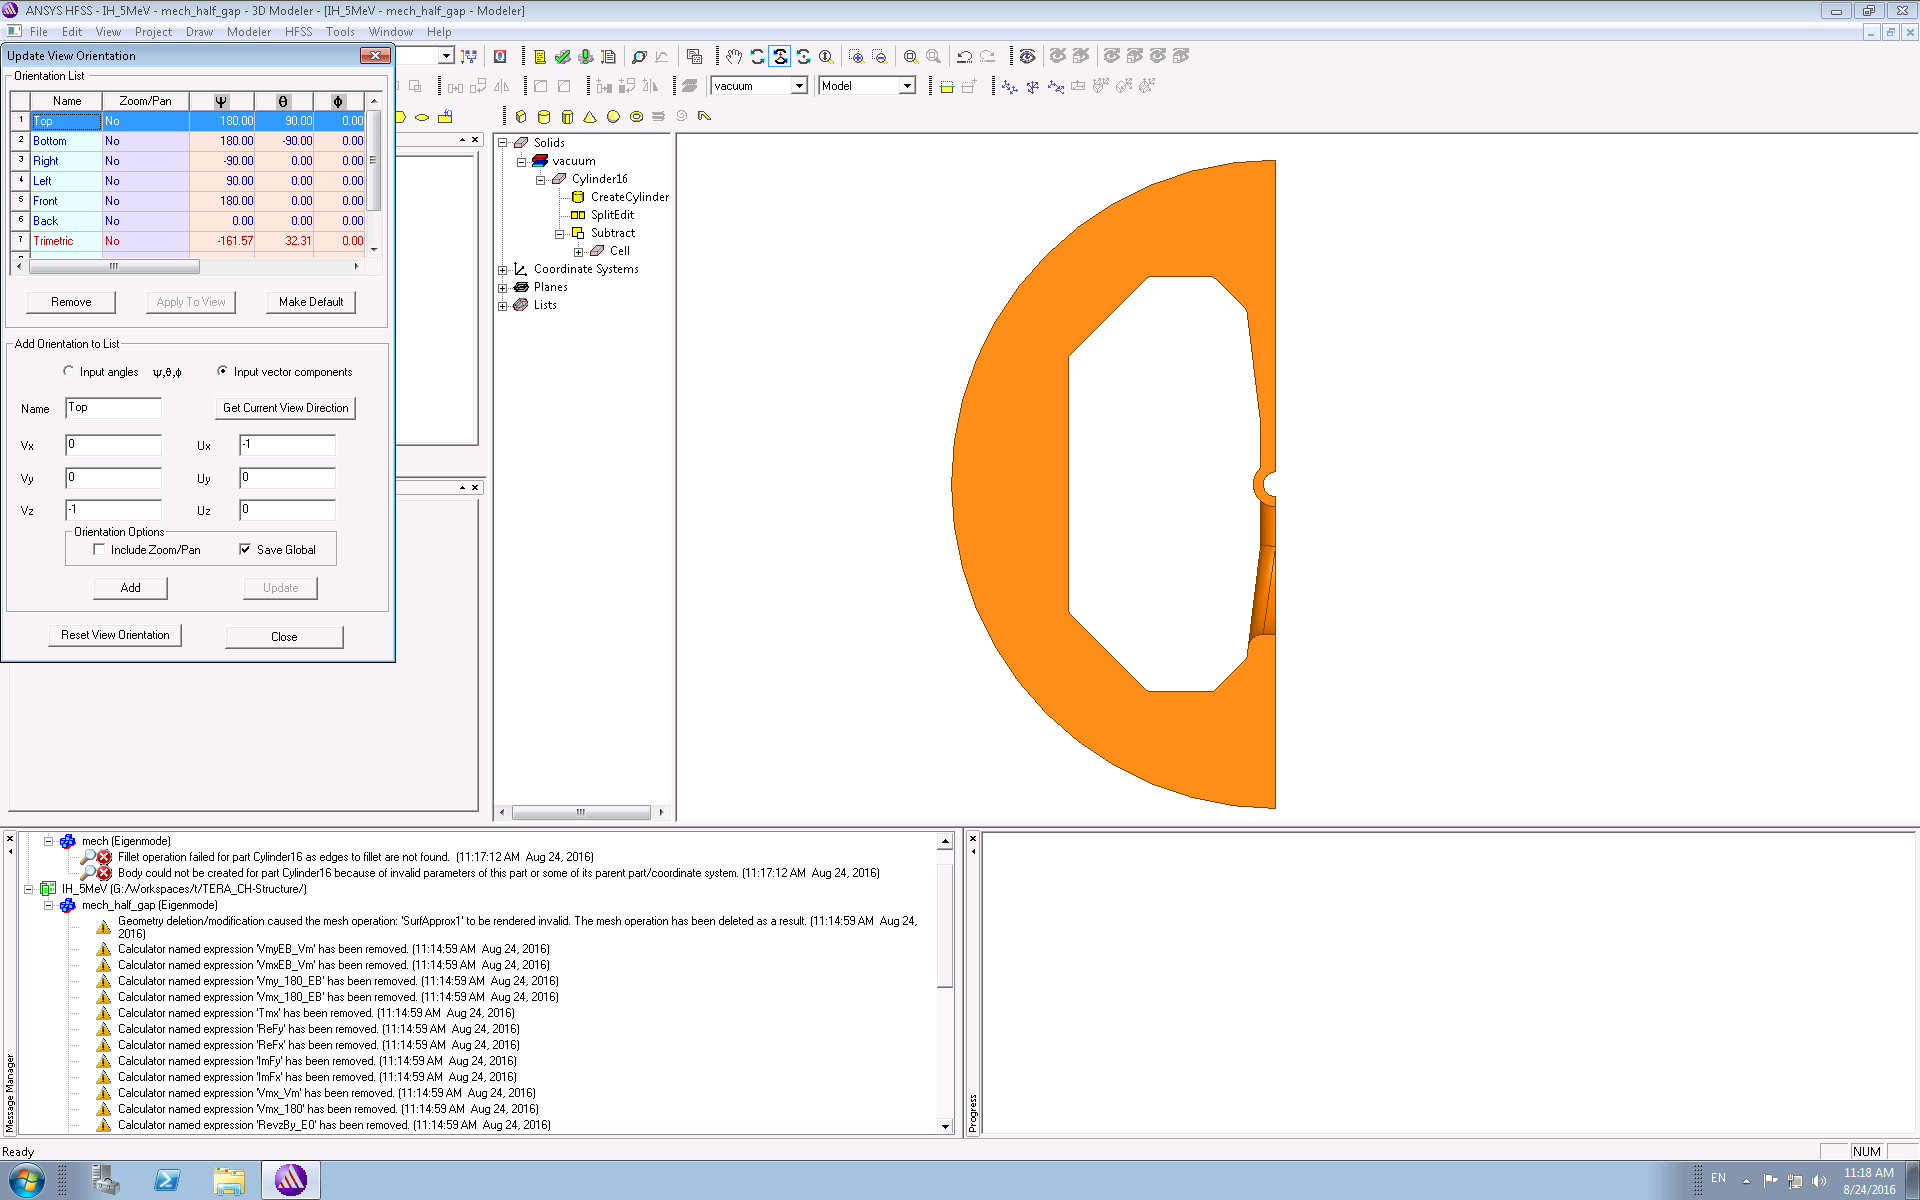 ANSYS HFSS - IH_5MeV - mech_half_gap - 3D Modeler - [IH_5MeV - mech_half_gap - Modeler]
File Edit View Project Draw Modeler HFSS Tools Window Help
Update View Orientation
Orientation List
Name Zoom/Pan Ψ θ ϕ
1 Top No 180.00 90.00 0.00
2 Bottom No 180.00 -90.00 0.00
3 Right No -90.00 0.00 0.00
4 Left No 90.00 0.00 0.00
5 Front No 180.00 0.00 0.00
6 Back No 0.00 0.00 0.00
7 Trimetric No -161.57 32.31 0.00
Remove Apply To View Make Default
Add Orientation to List
Input angles Ψ,θ,ϕ Input vector components
Name Top Get Current View Direction
Vx 0 Ux -1
Vy 0 Uy 0
Vz -1 Uz 0
Orientation Options
Include Zoom/Pan Save Global
Add Update
Reset View Orientation Close
vacuum Model
Solids
vacuum
Cylinder16
CreateCylinder
SplitEdit
Subtract
Cell
Coordinate Systems
Planes
Lists
mech (Eigenmode)
Fillet operation failed for part Cylinder16 as edges to fillet are not found. (11:17:12 AM Aug 24, 2016)
Body could not be created for part Cylinder16 because of invalid parameters of this part or some of its parent part/coordinate system. (11:17:12 AM Aug 24, 2016)
IH_5MeV (G:/Workspaces/t/TERA_CH-Structure/)
mech_half_gap (Eigenmode)
Geometry deletion/modification caused the mesh operation: 'SurfApprox1' to be rendered invalid. The mesh operation has been deleted as a result. (11:14:59 AM Aug 24,
2016)
Calculator named expression 'VmyEB_Vm' has been removed. (11:14:59 AM Aug 24, 2016)
Calculator named expression 'VmxEB_Vm' has been removed. (11:14:59 AM Aug 24, 2016)
Calculator named expression 'Vmy_180_EB' has been removed. (11:14:59 AM Aug 24, 2016)
Calculator named expression 'Vmx_180_EB' has been removed. (11:14:59 AM Aug 24, 2016)
Calculator named expression 'Tmx' has been removed. (11:14:59 AM Aug 24, 2016)
Calculator named expression 'ReFy' has been removed. (11:14:59 AM Aug 24, 2016)
Calculator named expression 'ReFx' has been removed. (11:14:59 AM Aug 24, 2016)
Calculator named expression 'ImFy' has been removed. (11:14:59 AM Aug 24, 2016)
Calculator named expression 'ImFx' has been removed. (11:14:59 AM Aug 24, 2016)
Calculator named expression 'Vmx_Vm' has been removed. (11:14:59 AM Aug 24, 2016)
Calculator named expression 'Vmx_180' has been removed. (11:14:59 AM Aug 24, 2016)
Calculator named expression 'RevzBy_E0' has been removed. (11:14:59 AM Aug 24, 2016)
Message Manager
Progress
Ready
NUM
EN
11:18 AM
8/24/2016